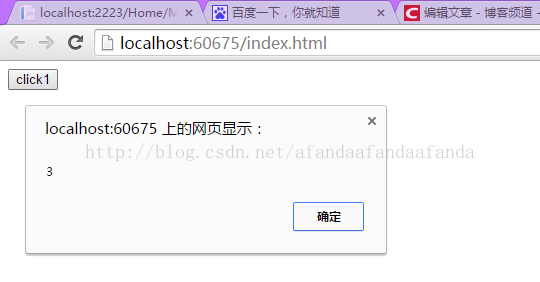 localhost:2223/Home/M
百度一下，你就知道
编辑文章 - 博客频道 -
localhost:60675/index.html
click1
localhost:60675 上的网页显示：
http://blog.csdn.net/afandaafandaafanda
3
确定